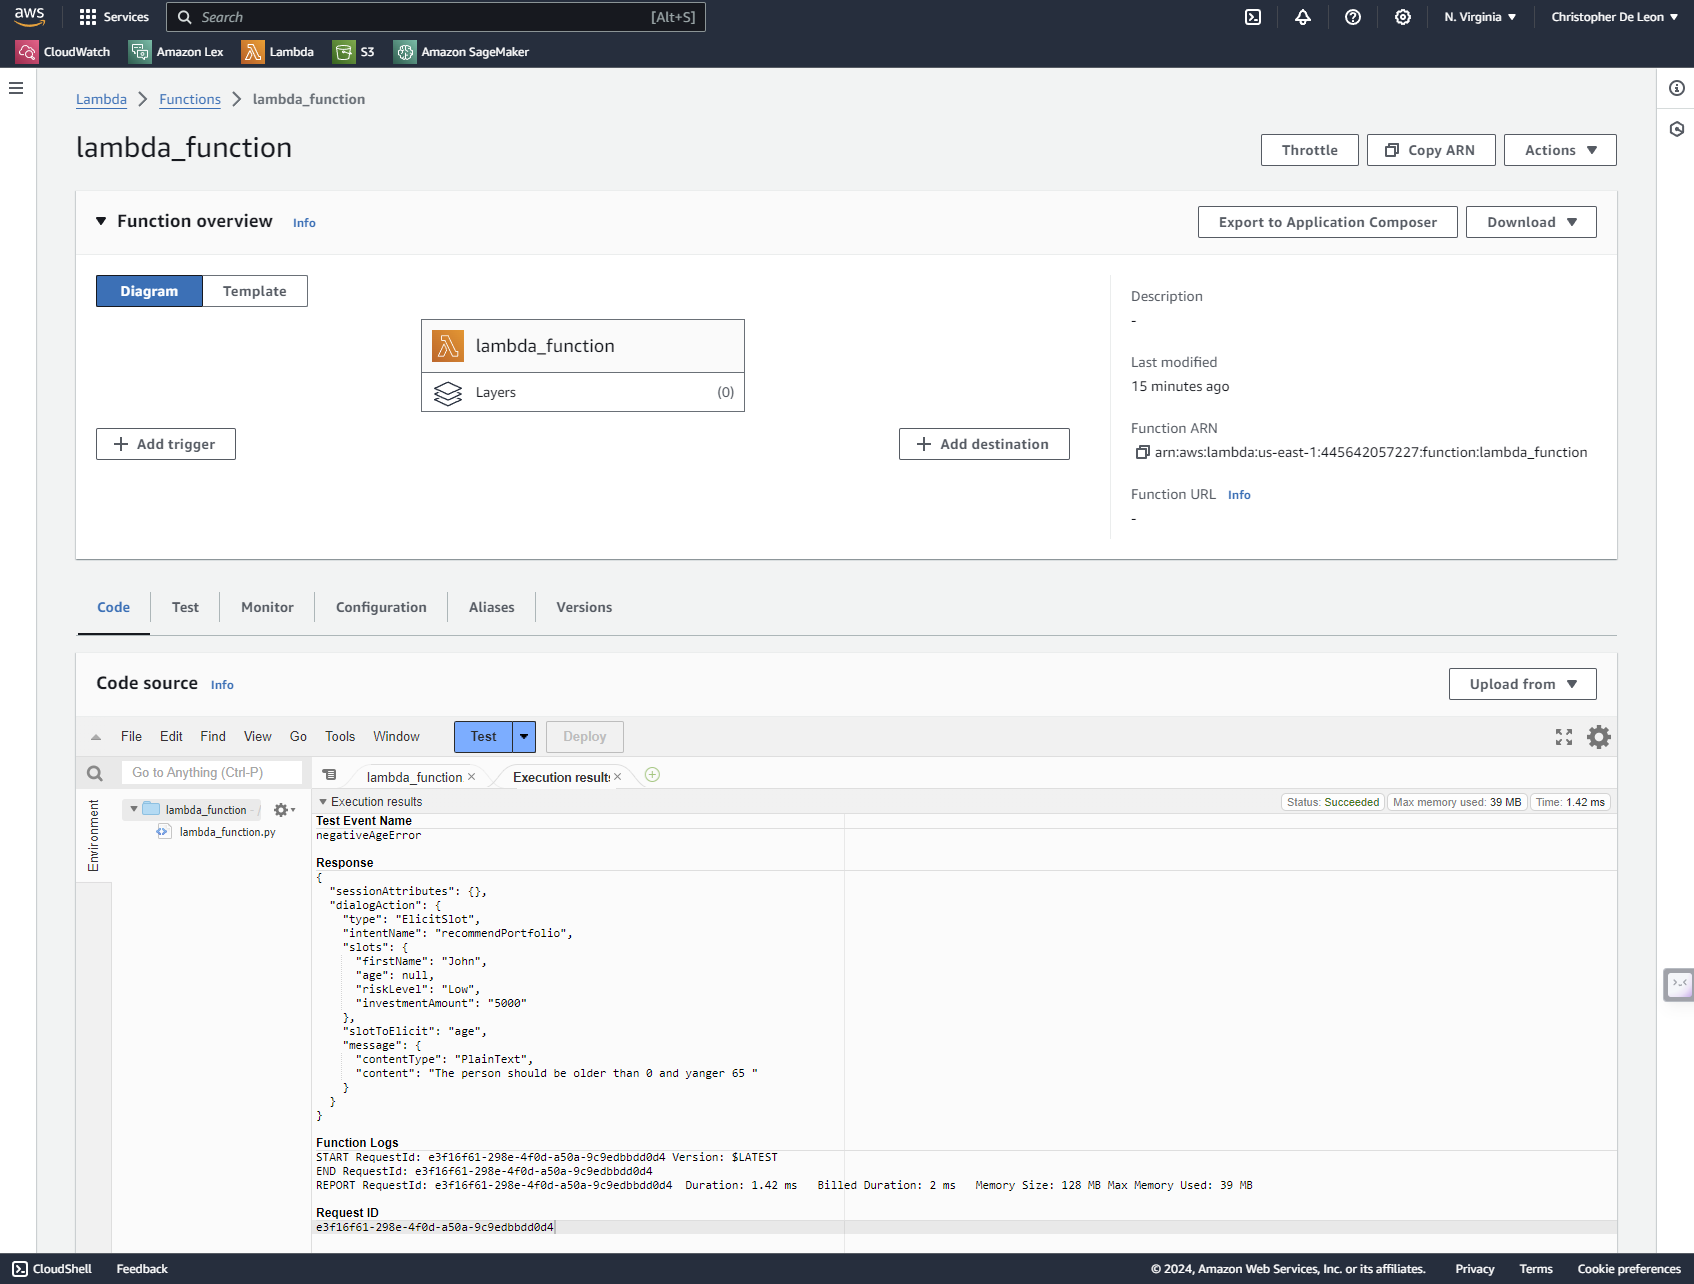 aws
Services
Search
[Alt+S]
N. Virginia
Christopher De Leon
CloudWatch
Amazon Lex
Lambda
S3
Amazon SageMaker
Lambda
Functions
lambda_function
lambda_function
Throttle
Copy ARN
Actions
Function overview
Info
Export to Application Composer
Download
Diagram
Template
lambda_function
Layers
(0)
Add trigger
Add destination
Description
-
Last modified
15 minutes ago
Function ARN
arn:aws:lambda:us-east-1:445642057227:function:lambda_function
Function URL Info
-
Code
Test
Monitor
Configuration
Aliases
Versions
Code source
Info
Upload from
File
Edit
Find
View
Go
Tools
Window
Test
Deploy
Go to Anything (Ctrl-P)
lambda_function
Execution results
Environment
lambda_function - /
lambda_function.py
Execution results
Status: Succeeded
Max memory used: 39 MB
Time: 1.42 ms
Test Event Name
negativeAgeError
Response
{
"sessionAttributes": {},
"dialogAction": {
"type": "ElicitSlot",
"intentName": "recommendPortfolio",
"slots": {
"firstName": "John",
"age": null,
"riskLevel": "Low",
"investmentAmount": "5000"
},
"slotToElicit": "age",
"message": {
"contentType": "PlainText",
"content": "The person should be older than 0 and yanger 65 "
}
}
}
Function Logs
START RequestId: e3f16f61-298e-4f0d-a50a-9c9edbbdd0d4 Version: $LATEST
END RequestId: e3f16f61-298e-4f0d-a50a-9c9edbbdd0d4
REPORT RequestId: e3f16f61-298e-4f0d-a50a-9c9edbbdd0d4 Duration: 1.42 ms Billed Duration: 2 ms Memory Size: 128 MB Max Memory Used: 39 MB
Request ID
e3f16f61-298e-4f0d-a50a-9c9edbbdd0d4
CloudShell
Feedback
© 2024, Amazon Web Services, Inc. or its affiliates.
Privacy
Terms
Cookie preferences